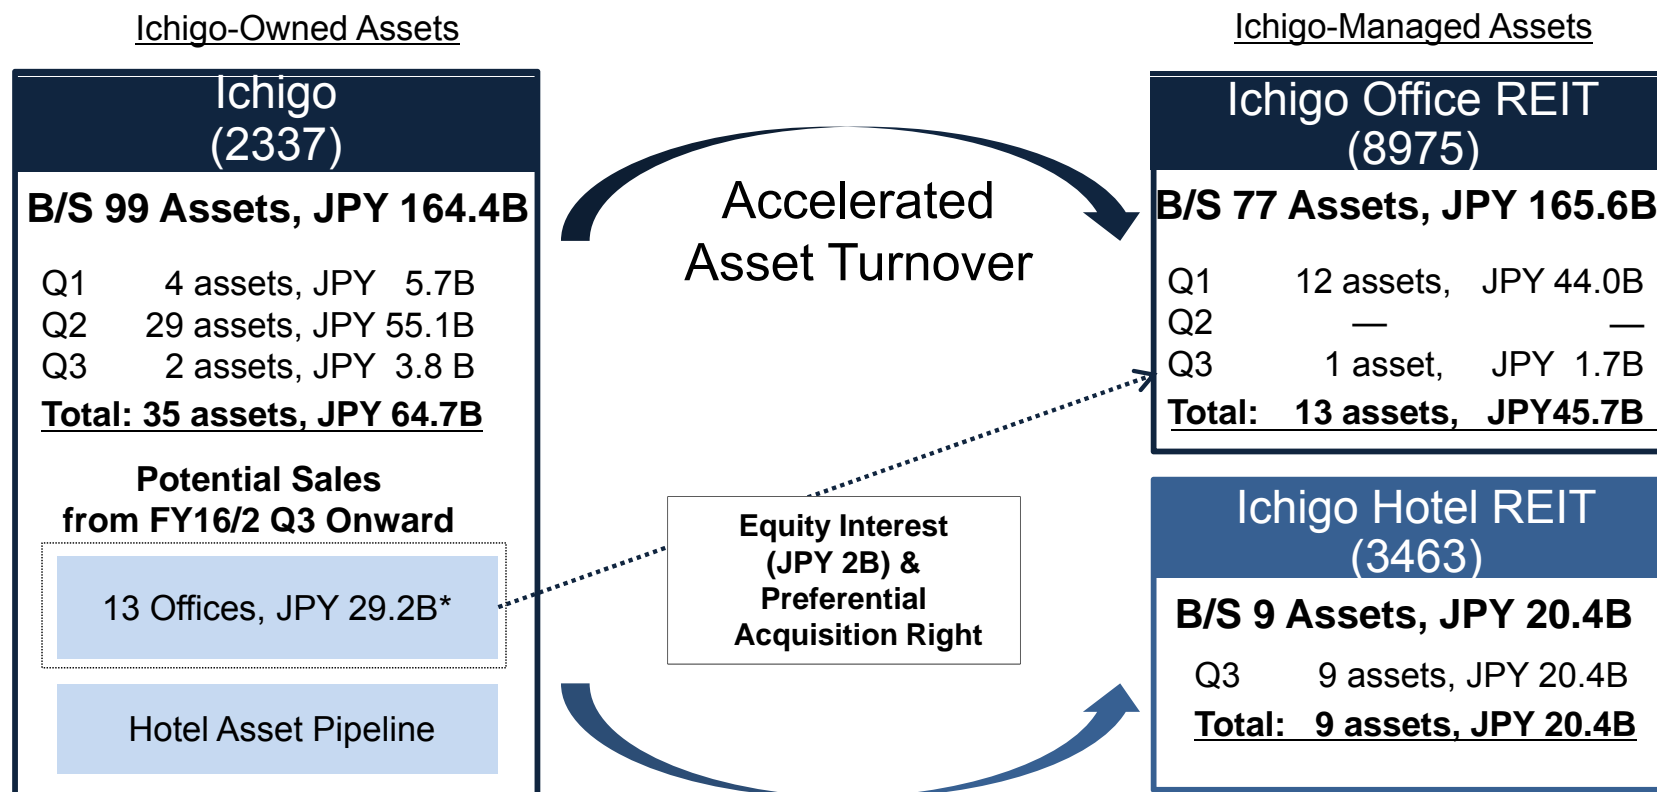 Ichigo-Owned Assets
Ichigo
(2337)
B/S 99 Assets, JPY 164.4B
Q1 4 assets, JPY 5.7B
Q2 29 assets, JPY 55.1B
Q3 2 assets, JPY 3.8 B
Total: 35 assets, JPY 64.7B
Potential Sales
from FY16/2 Q3 Onward
13 Offices, JPY 29.2B*
Hotel Asset Pipeline
Accelerated
Asset Turnover
Equity Interest
(JPY 2B) &
Preferential
Acquisition Right
Ichigo-Managed Assets
Ichigo Office REIT
(8975)
B/S 77 Assets, JPY 165.6B
Q1 12 assets, JPY 44.0B
Q2 — —
Q3 1 asset, JPY 1.7B
Total: 13 assets, JPY45.7B
Ichigo Hotel REIT
(3463)
B/S 9 Assets, JPY 20.4B
Q3 9 assets, JPY 20.4B
Total: 9 assets, JPY 20.4B